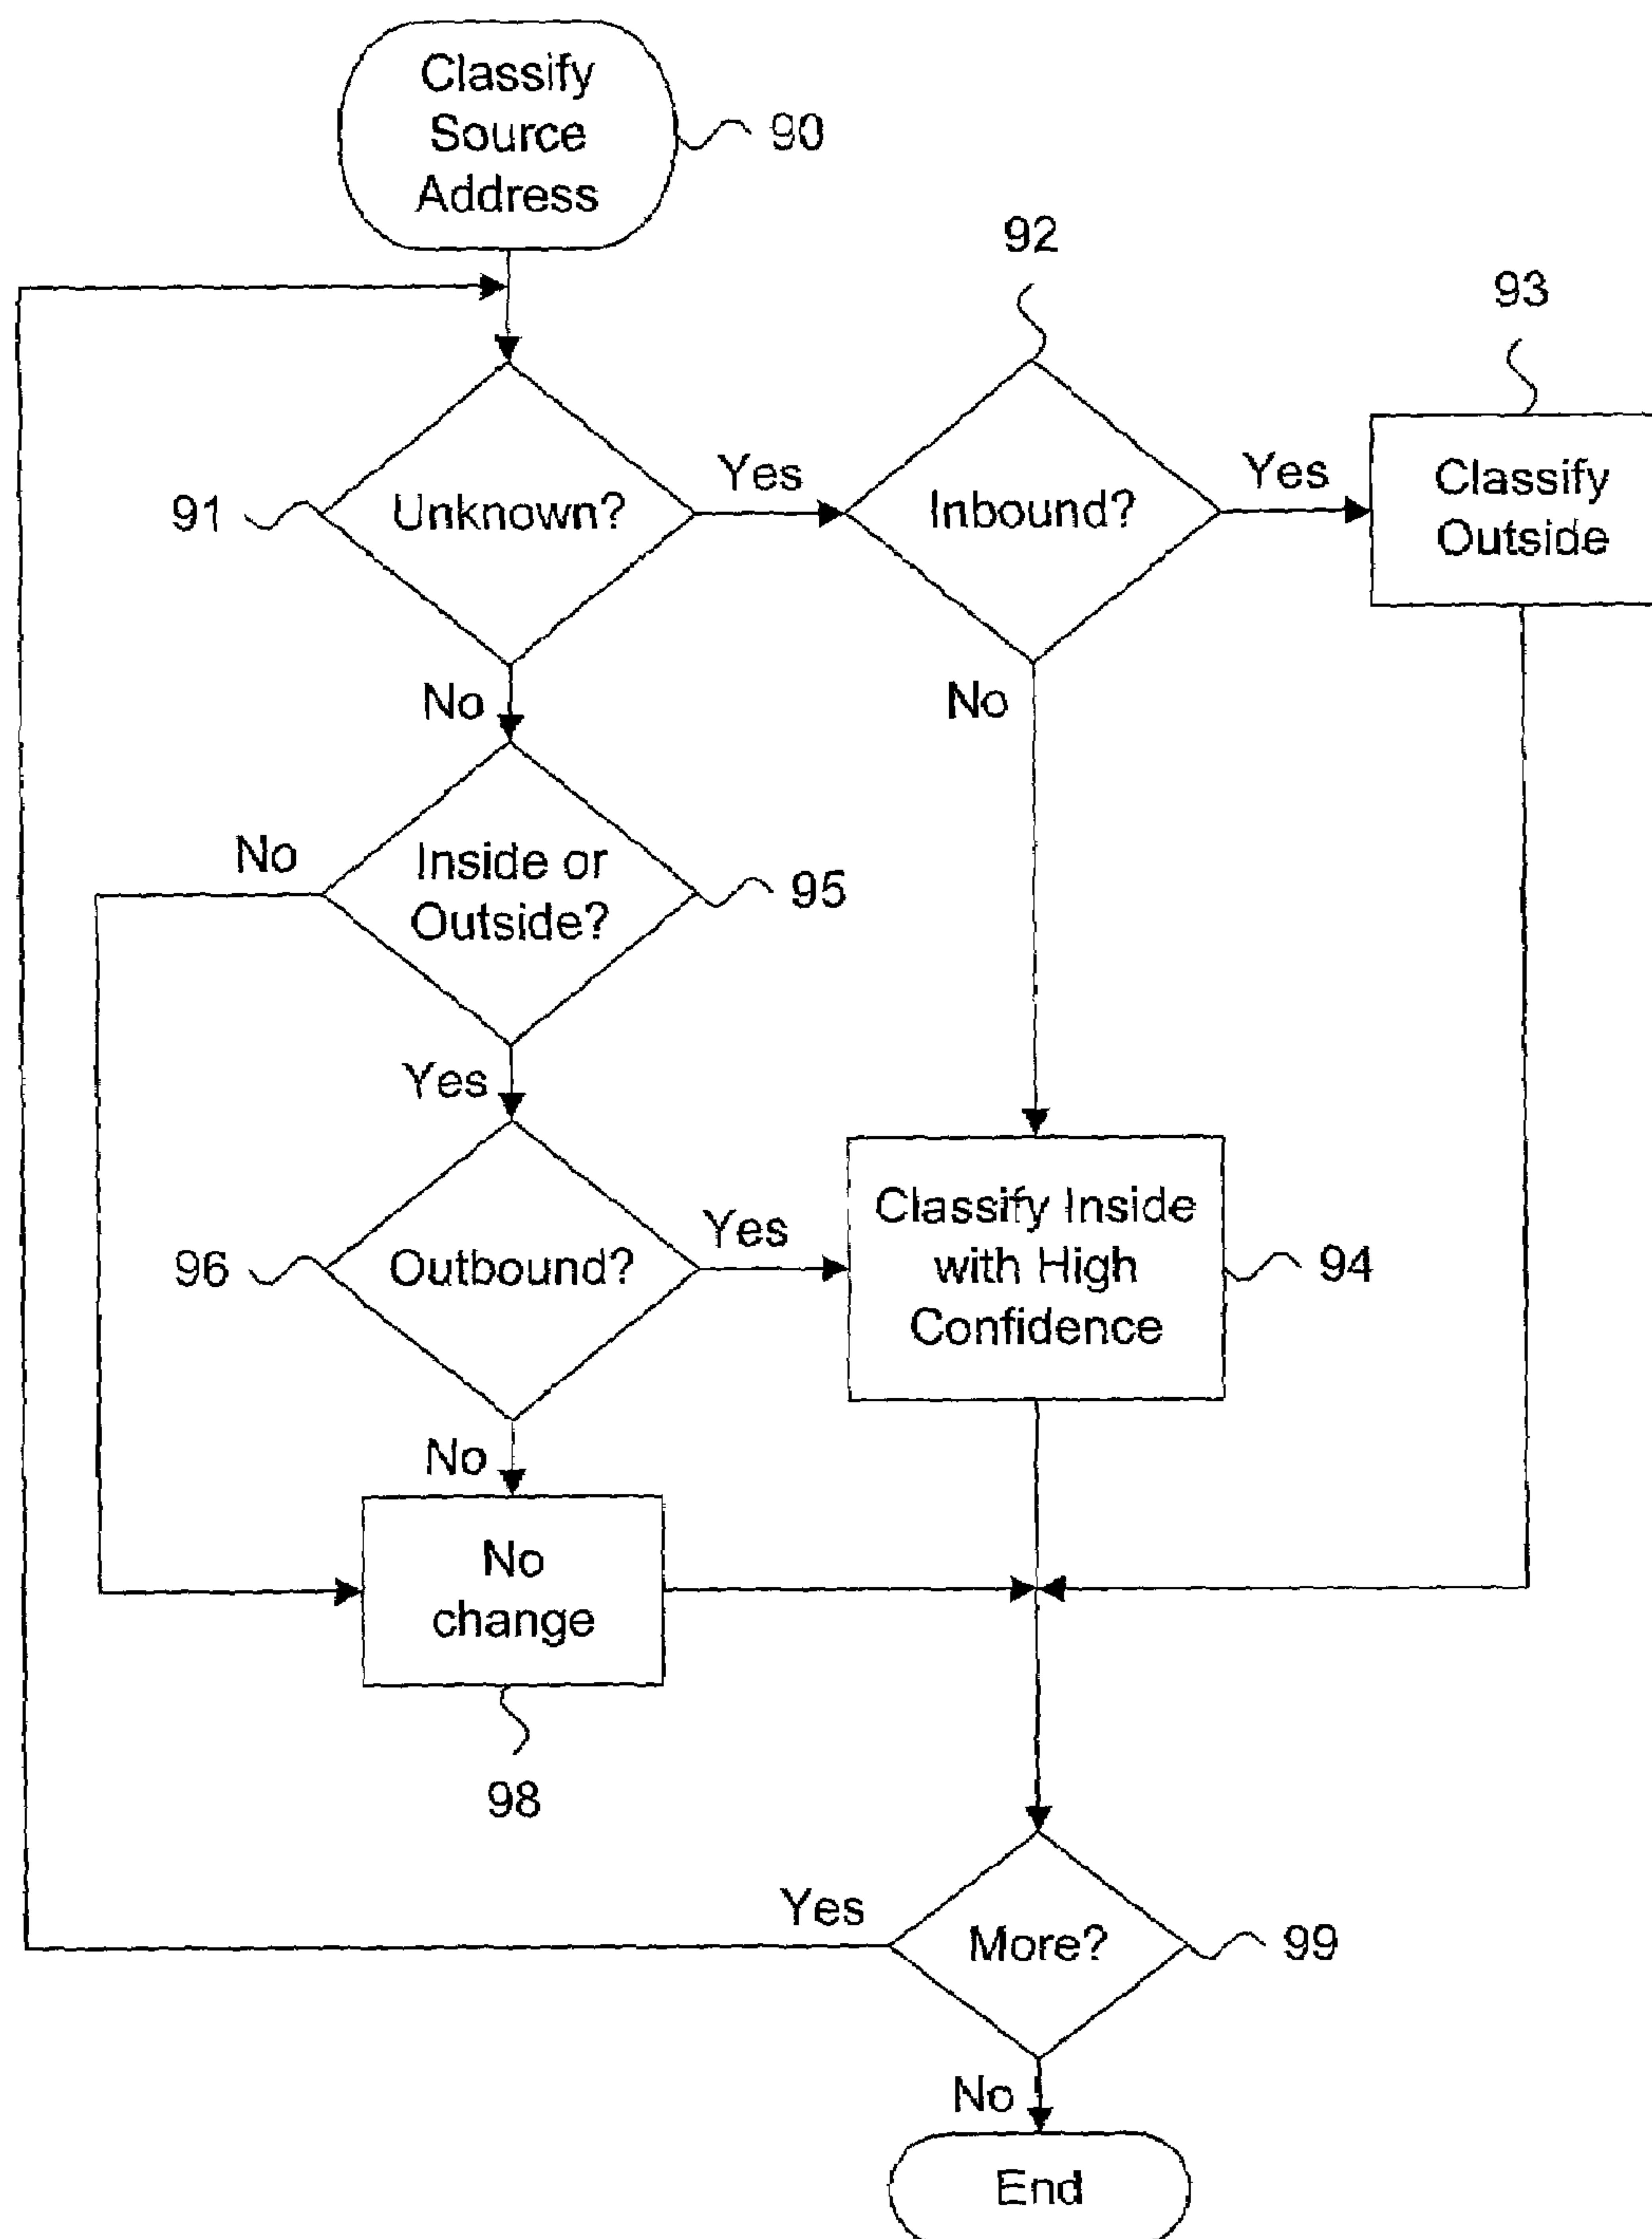 Classify
Source
Address
90
92
93
91
Unknown?
Yes
Inbound?
Yes
Classify
Outside
No
No
No
Inside or
Outside?
95
Yes
96
Outbound?
Yes
Classify Inside
with High
Confidence
94
No
No
change
98
Yes
More?
99
No
End